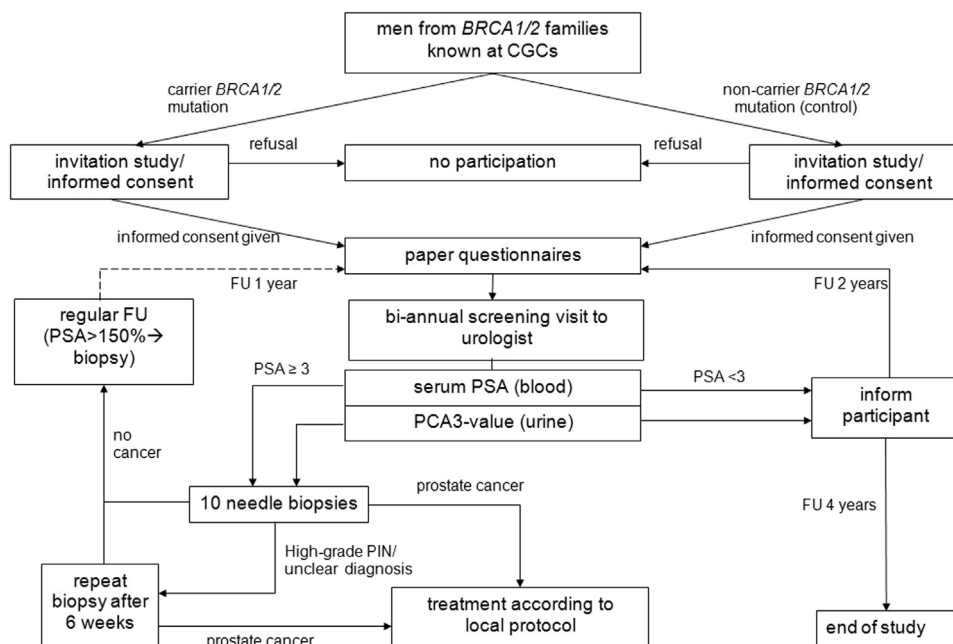 men from BRCA1/2 families
known at CGCs
carrier BRCA1/2
mutation
non-carrier BRCA1/2
mutation (control)
invitation study/
informed consent
refusal
no participation
refusal
invitation study/
informed consent
informed consent given
informed consent given
paper questionnaires
FU 1 year
FU 2 years
regular FU
(PSA>150%→
biopsy)
bi-annual screening visit to
urologist
PSA ≥ 3
serum PSA (blood)
PSA <3
inform
participant
PCA3-value (urine)
no
cancer
10 needle biopsies
prostate cancer
FU 4 years
High-grade PIN/
unclear diagnosis
repeat
biopsy after
6 weeks
prostate cancer
treatment according to
local protocol
end of study